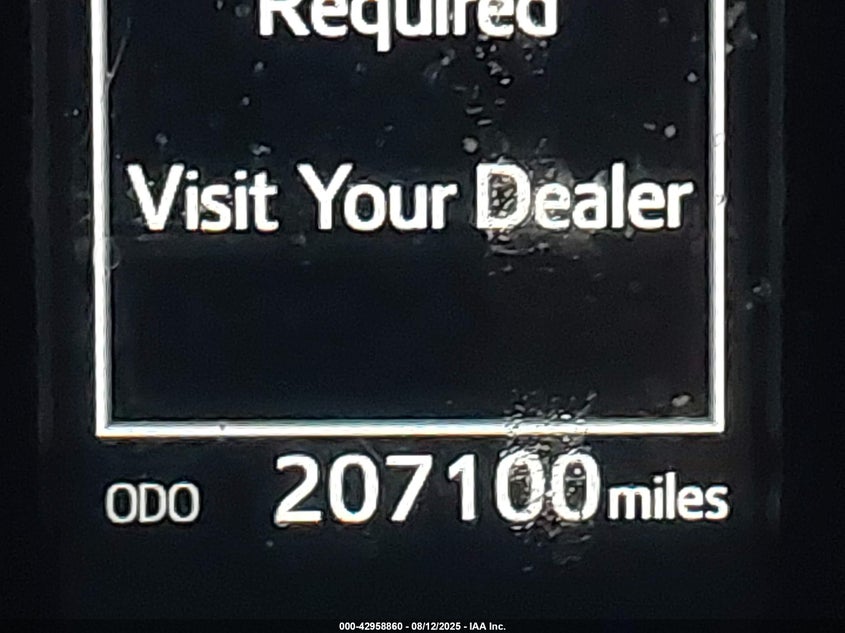 Required
Visit Your Dealer
ODO 207100 miles
000-42958860 - 08/12/2025 - IAA Inc.